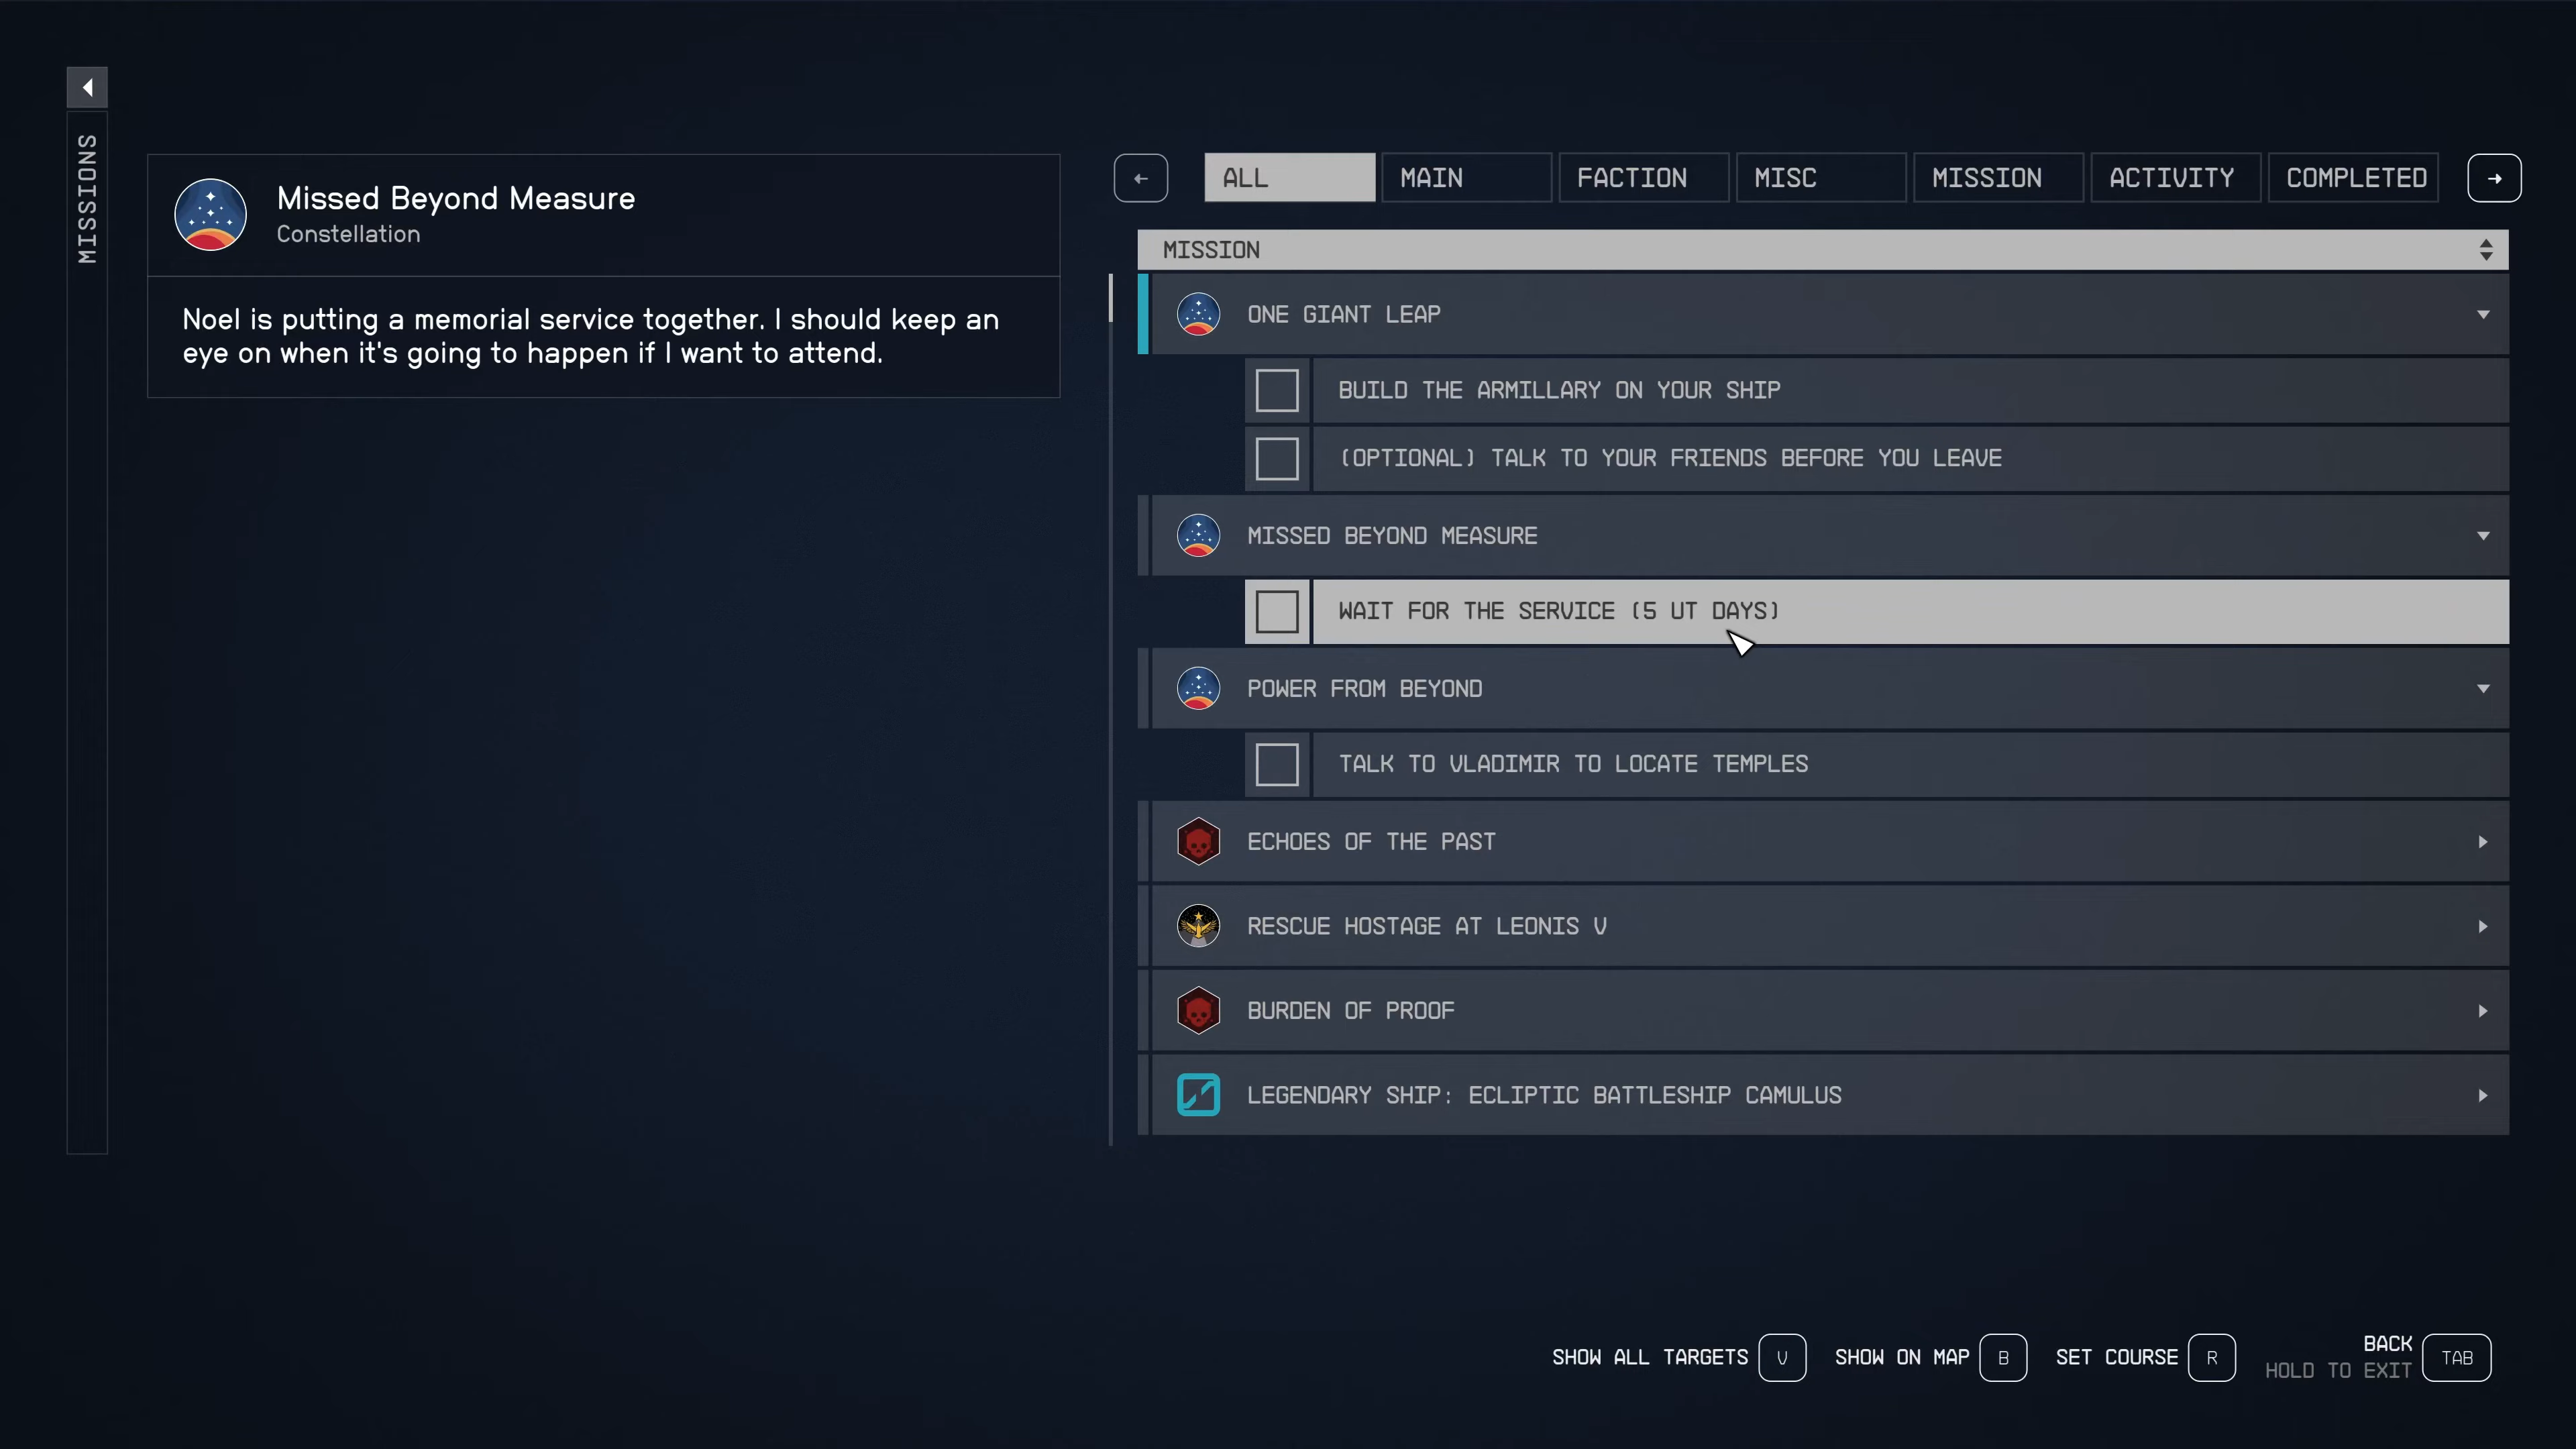 MISSIONS
Missed Beyond Measure
Constellation
Noel is putting a memorial service together. I should keep an
eye on when it's going to happen if I want to attend.
ALL MAIN FACTION MISC MISSION ACTIVITY COMPLETED
MISSION
ONE GIANT LEAP
BUILD THE ARMILLARY ON YOUR SHIP
(OPTIONAL) TALK TO YOUR FRIENDS BEFORE YOU LEAVE
MISSED BEYOND MEASURE
WAIT FOR THE SERVICE (5 UT DAYS)
POWER FROM BEYOND
TALK TO VLADIMIR TO LOCATE TEMPLES
ECHOES OF THE PAST
RESCUE HOSTAGE AT LEONIS V
BURDEN OF PROOF
LEGENDARY SHIP: ECLIPTIC BATTLESHIP CAMULUS
SHOW ALL TARGETS V SHOW ON MAP B SET COURSE R BACK TAB
HOLD TO EXIT